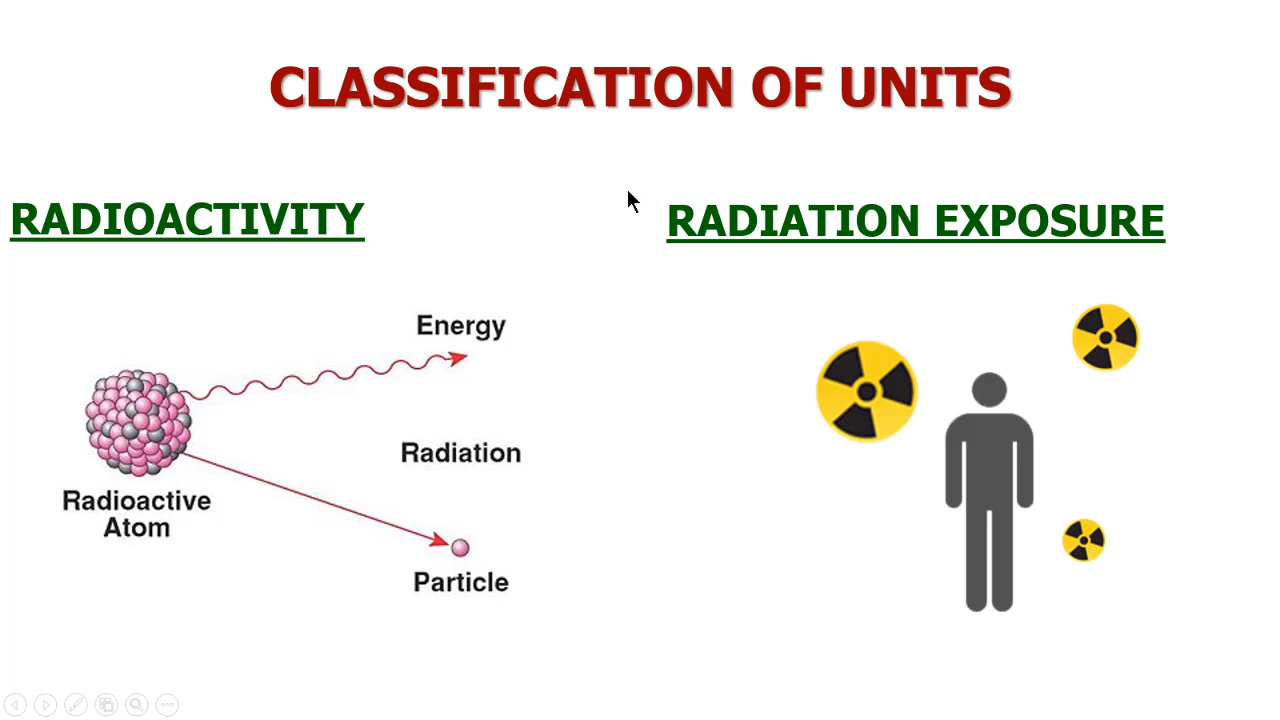 CLASSIFICATION OF UNITS
RADIOACTIVITY
Energy
Radiation
Radioactive
Atom
Particle
RADIATION EXPOSURE